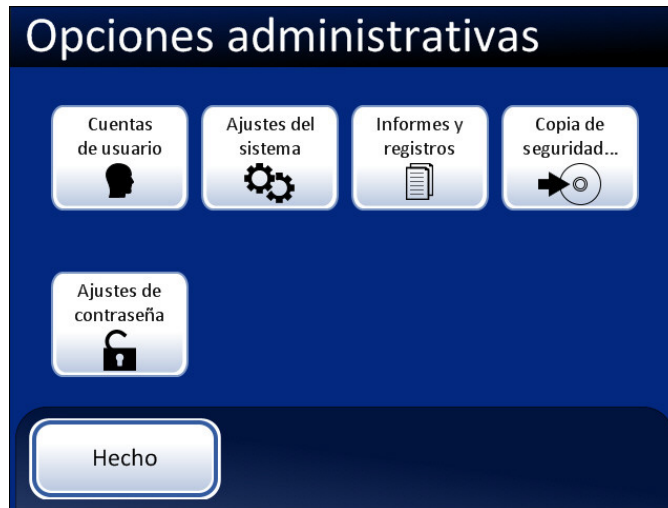 Opciones administrativas
Cuentas
de usuario
Ajustes del
sistema
Informes y
registros
Copia de
seguridad...
Ajustes de
contraseña
Hecho